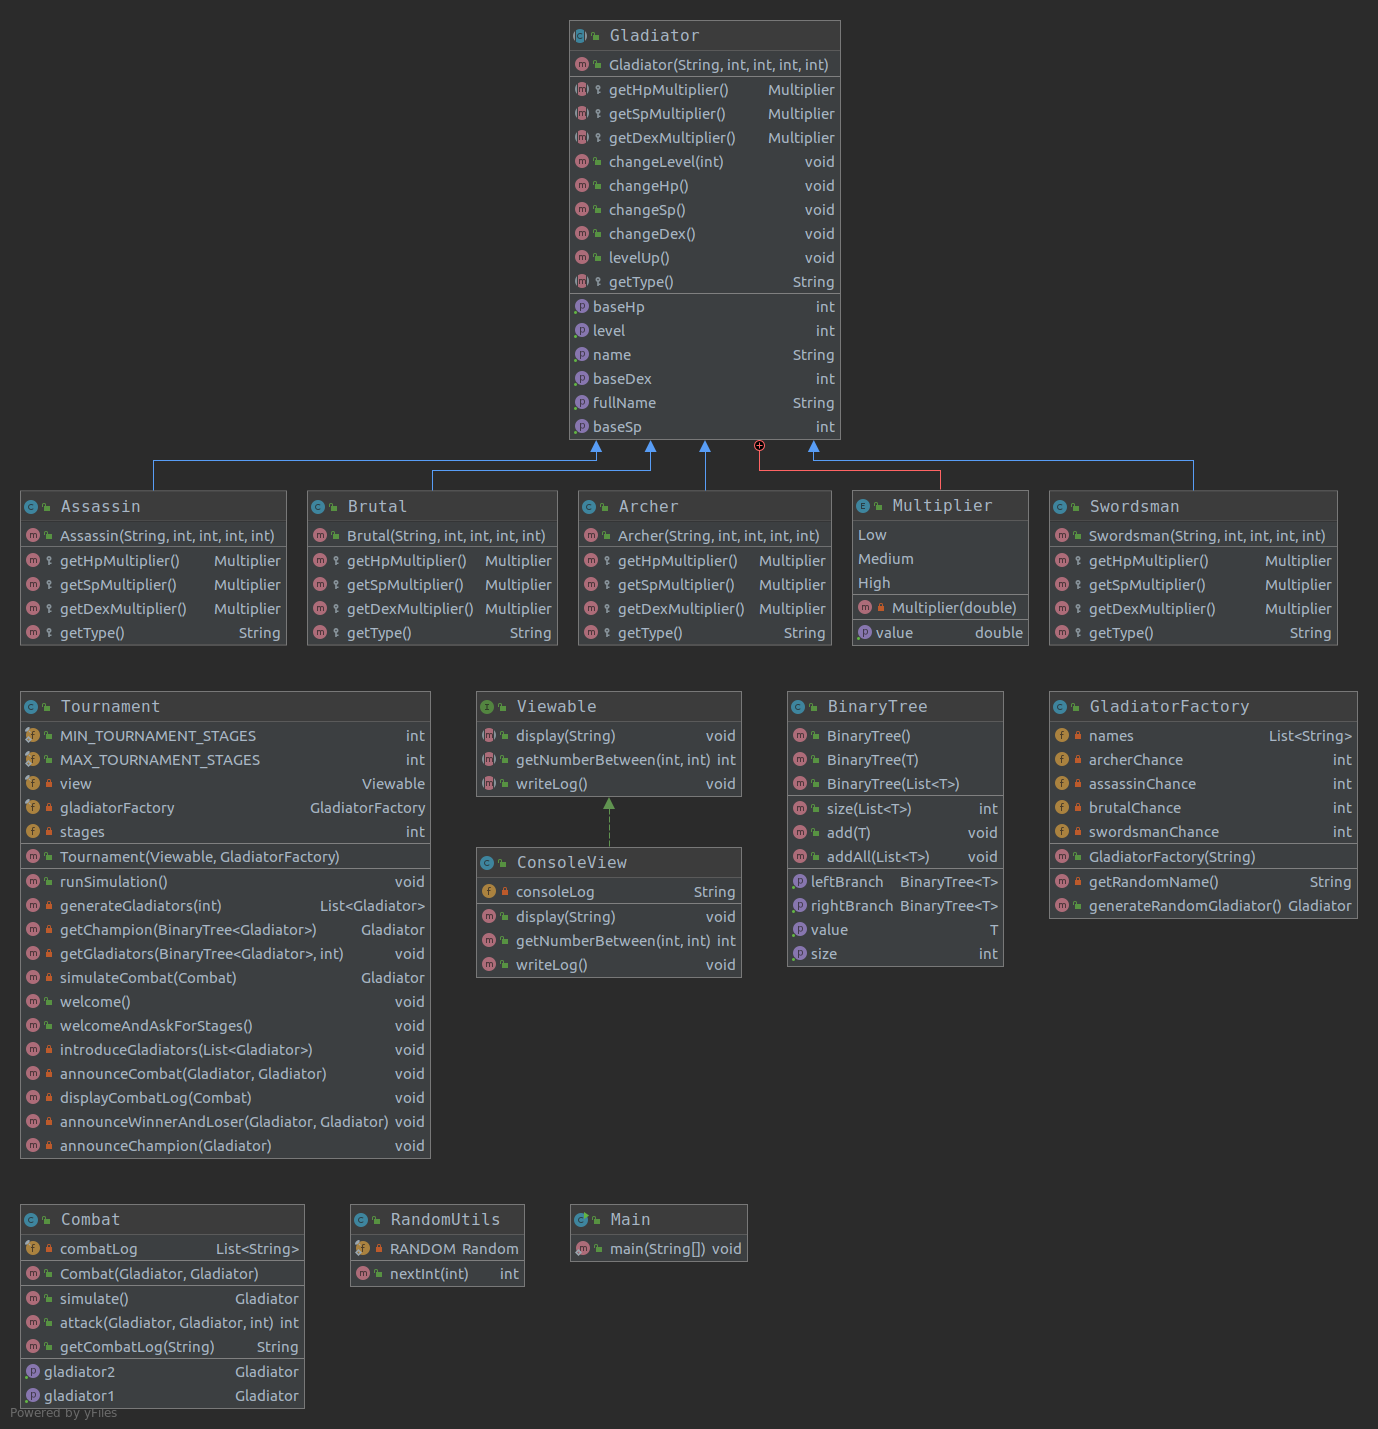 Gladiator
Gladiator(String, int, int, int, int)
getHpMultiplier() Multiplier
getSpMultiplier() Multiplier
getDexMultiplier() Multiplier
changeLevel(int) void
changeHp() void
changeSp() void
changeDex() void
levelUp() void
getType() String
baseHp int
level int
name String
baseDex int
fullName String
baseSp int
Assassin
Assassin(String, int, int, int, int)
getHpMultiplier() Multiplier
getSpMultiplier() Multiplier
getDexMultiplier() Multiplier
getType() String
Brutal
Brutal(String, int, int, int, int)
getHpMultiplier() Multiplier
getSpMultiplier() Multiplier
getDexMultiplier() Multiplier
getType() String
Archer
Archer(String, int, int, int, int)
getHpMultiplier() Multiplier
getSpMultiplier() Multiplier
getDexMultiplier() Multiplier
getType() String
Multiplier
Low
Medium
High
Multiplier(double)
value double
Swordsman
Swordsman(String, int, int, int, int)
getHpMultiplier() Multiplier
getSpMultiplier() Multiplier
getDexMultiplier() Multiplier
getType() String
Tournament
MIN_TOURNAMENT_STAGES int
MAX_TOURNAMENT_STAGES int
view Viewable
gladiatorFactory GladiatorFactory
stages int
Tournament(Viewable, GladiatorFactory)
runSimulation() void
generateGladiators(int) List<Gladiator>
getChampion(BinaryTree<Gladiator>) Gladiator
getGladiators(BinaryTree<Gladiator>, int) void
simulateCombat(Combat) Gladiator
welcome() void
welcomeAndAskForStages() void
introduceGladiators(List<Gladiator>) void
announceCombat(Gladiator, Gladiator) void
displayCombatLog(Combat) void
announceWinnerAndLoser(Gladiator, Gladiator) void
announceChampion(Gladiator) void
Viewable
display(String) void
getNumberBetween(int, int) int
writeLog() void
ConsoleView
consoleLog String
display(String) void
getNumberBetween(int, int) int
writeLog() void
BinaryTree
BinaryTree()
BinaryTree(T)
BinaryTree(List<T>)
size(List<T>) int
add(T) void
addAll(List<T>) void
leftBranch BinaryTree<T>
rightBranch BinaryTree<T>
value T
size int
GladiatorFactory
names List<String>
archerChance int
assassinChance int
brutalChance int
swordsmanChance int
GladiatorFactory(String)
getRandomName() String
generateRandomGladiator() Gladiator
Combat
combatLog List<String>
Combat(Gladiator, Gladiator)
simulate() Gladiator
attack(Gladiator, Gladiator, int) int
getCombatLog(String) String
gladiator2 Gladiator
gladiator1 Gladiator
RandomUtils
RANDOM Random
nextInt(int) int
Main
main(String[]) void
Powered by yFiles